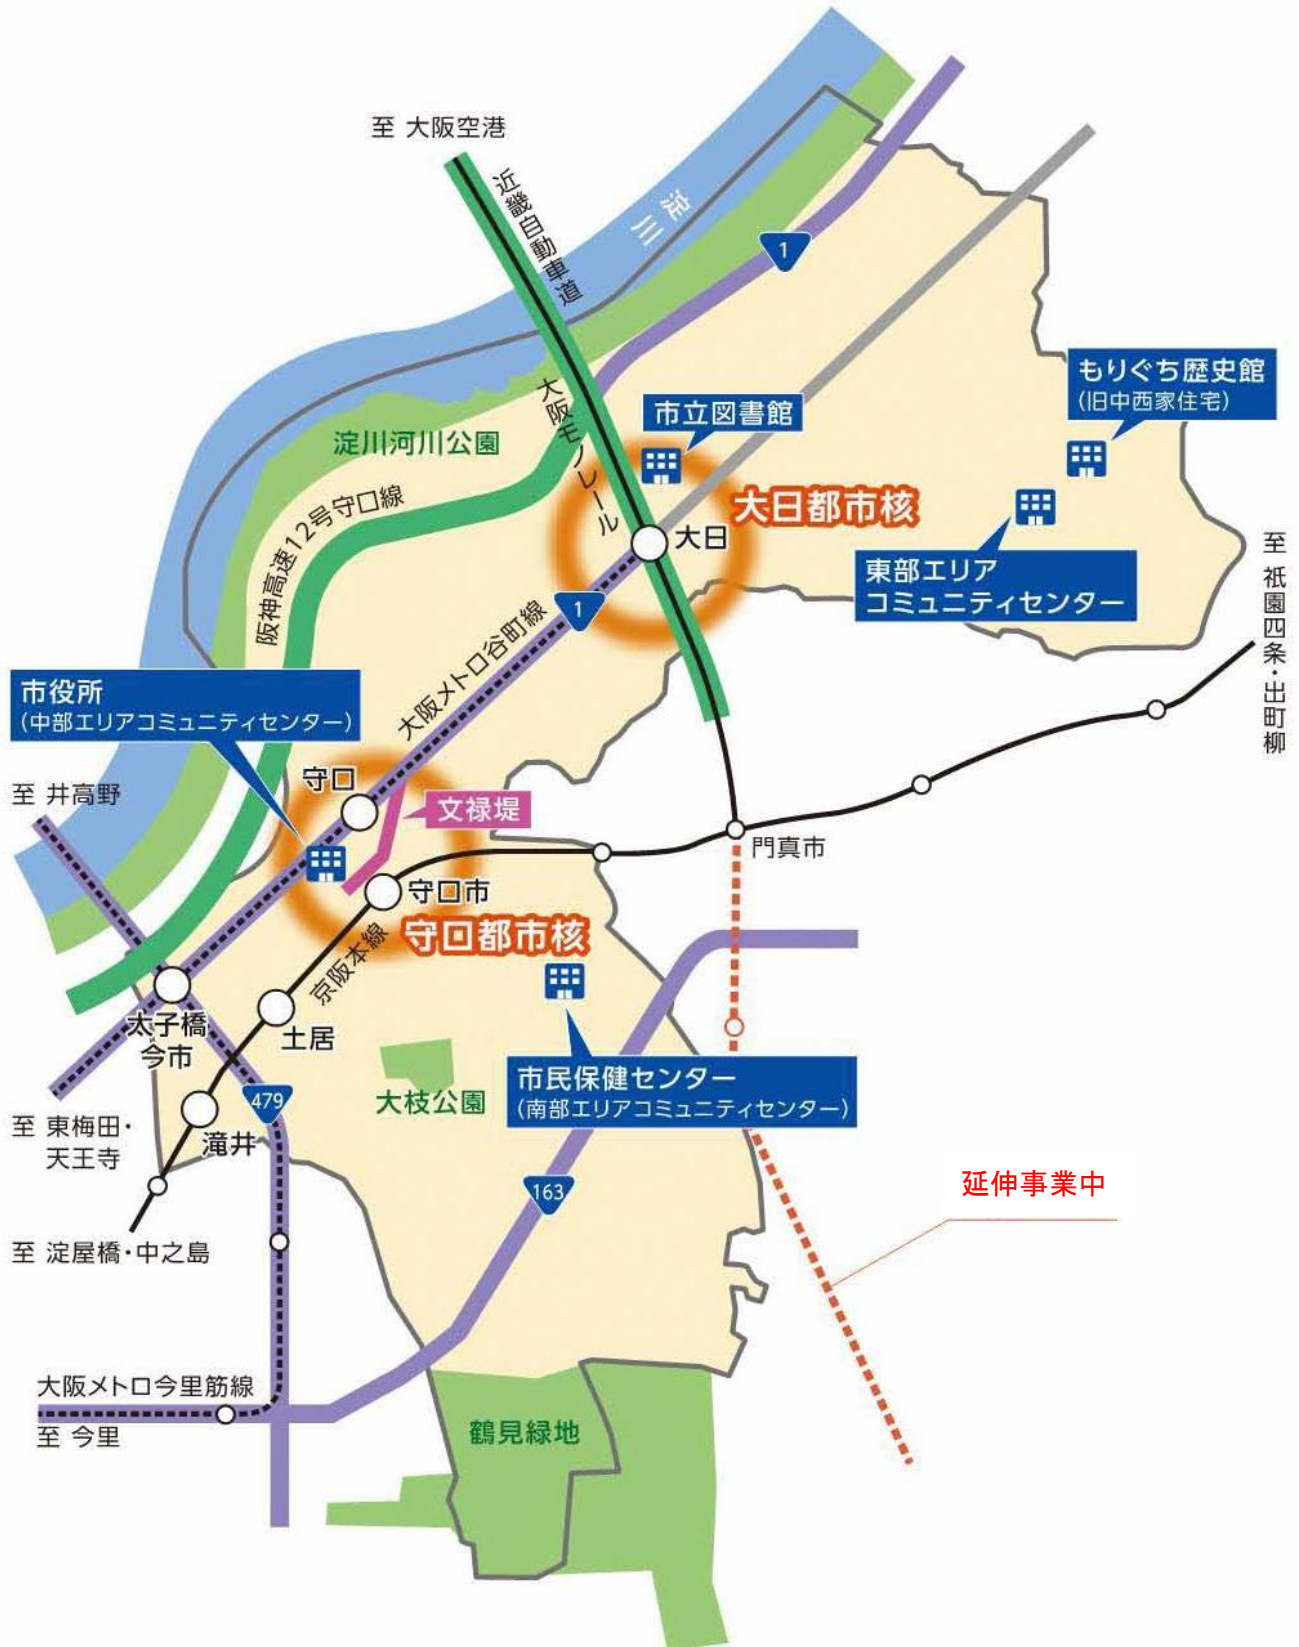 至 大阪空港
近畿自動車道
淀川
1
もりぐち歴史館
(旧中西家住宅)
市立図書館
大阪モノレール
淀川河川公園
大日都市核
阪神高速12号守口線
大日
至 祇園四条・出町柳
東部エリア
コミュニティセンター
1
大阪メトロ谷町線
市役所
(中部エリアコミュニティセンター)
守口
至 井高野
文禄堤
門真市
守口市
守口都市核
京阪本線
太子橋
今市
土居
市民保健センター
(南部エリアコミュニティセンター)
大枝公園
479
至 東梅田・
天王寺
滝井
163
延伸事業中
至 淀屋橋・中之島
大阪メトロ今里筋線
至 今里
鶴見緑地